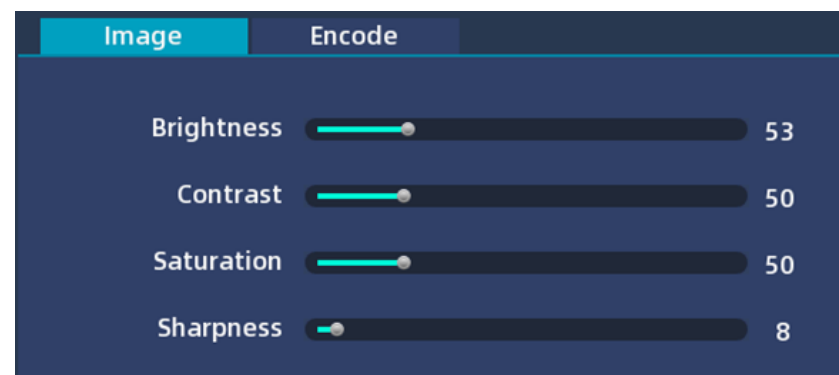 Image Encode
Brightness 53
Contrast 50
Saturation 50
Sharpness 8